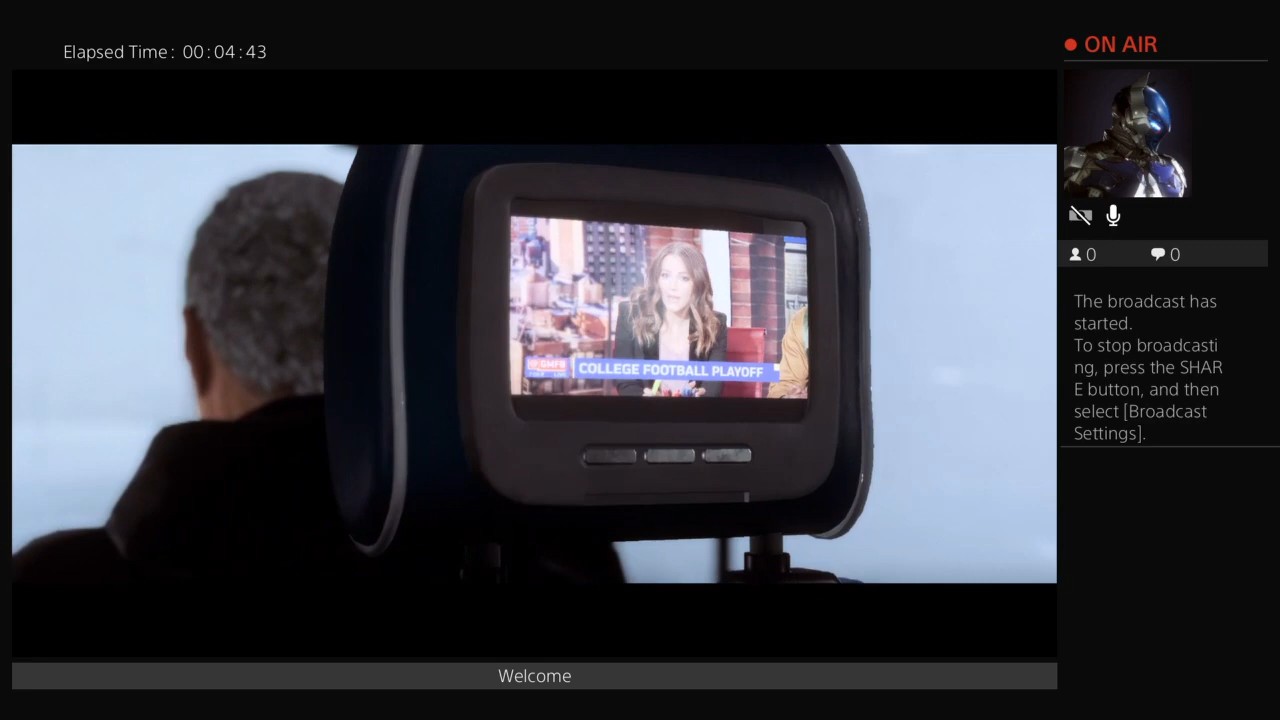 Elapsed Time: 00:04:43
ON AIR
0
0
The broadcast has
started.
To stop broadcasti
ng, press the SHAR
E button, and then
select [Broadcast
Settings].
GMFB
COLLEGE FOOTBALL PLAYOFF
Welcome